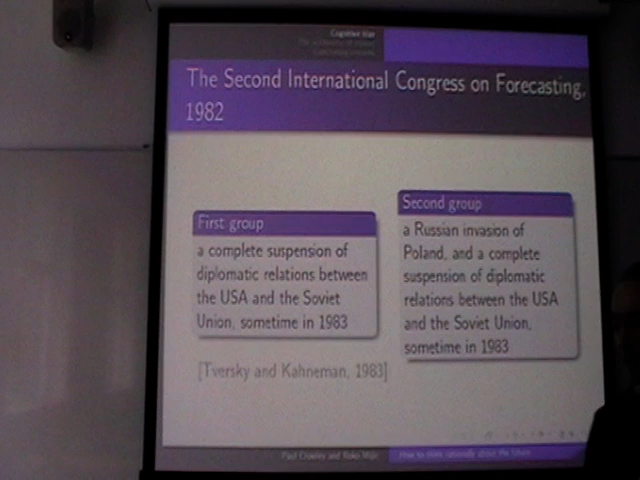 Cognitive bias
The Second International Congress on Forecasting,
1982
First group
a complete suspension of
diplomatic relations between
the USA and the Soviet
Union, sometime in 1983
Second group
a Russian invasion of
Poland, and a complete
suspension of diplomatic
relations between the USA
and the Soviet Union,
sometime in 1983
[Tversky and Kahneman, 1983]
Paul Crowley and Roko Mijic
How to think rationally about the future